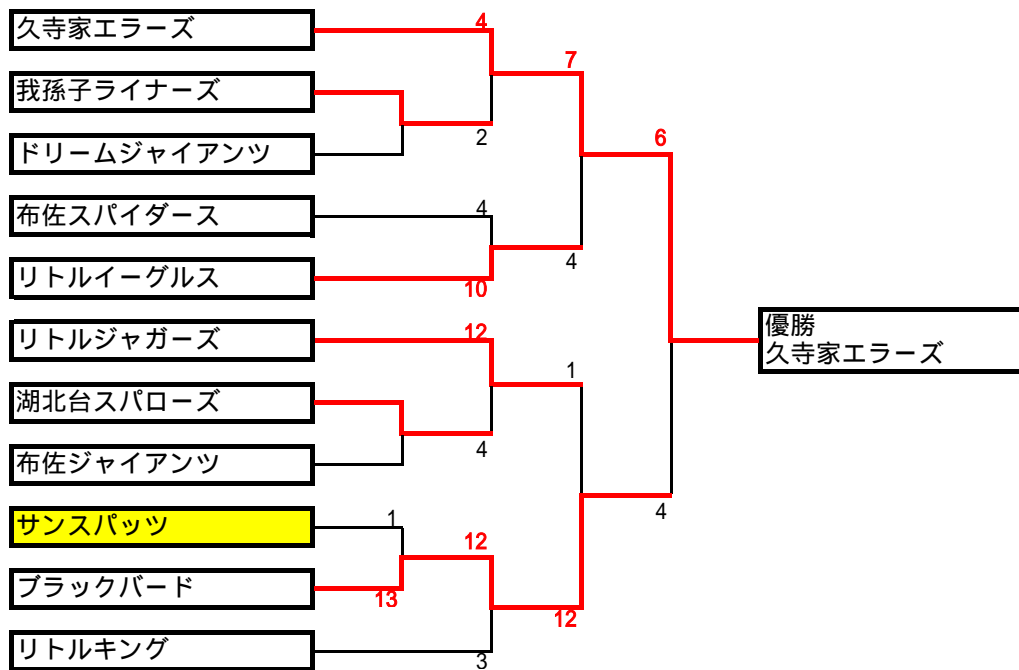 久寺家エラーズ
4
7
我孫子ライナーズ
2
6
ドリームジャイアンツ
布佐スパイダース
4
4
リトルイーグルス
10
リトルジャガーズ
12
優勝
久寺家エラーズ
1
湖北台スパローズ
4
布佐ジャイアンツ
サンスパッツ
1
12
4
ブラックバード
13
12
リトルキング
3